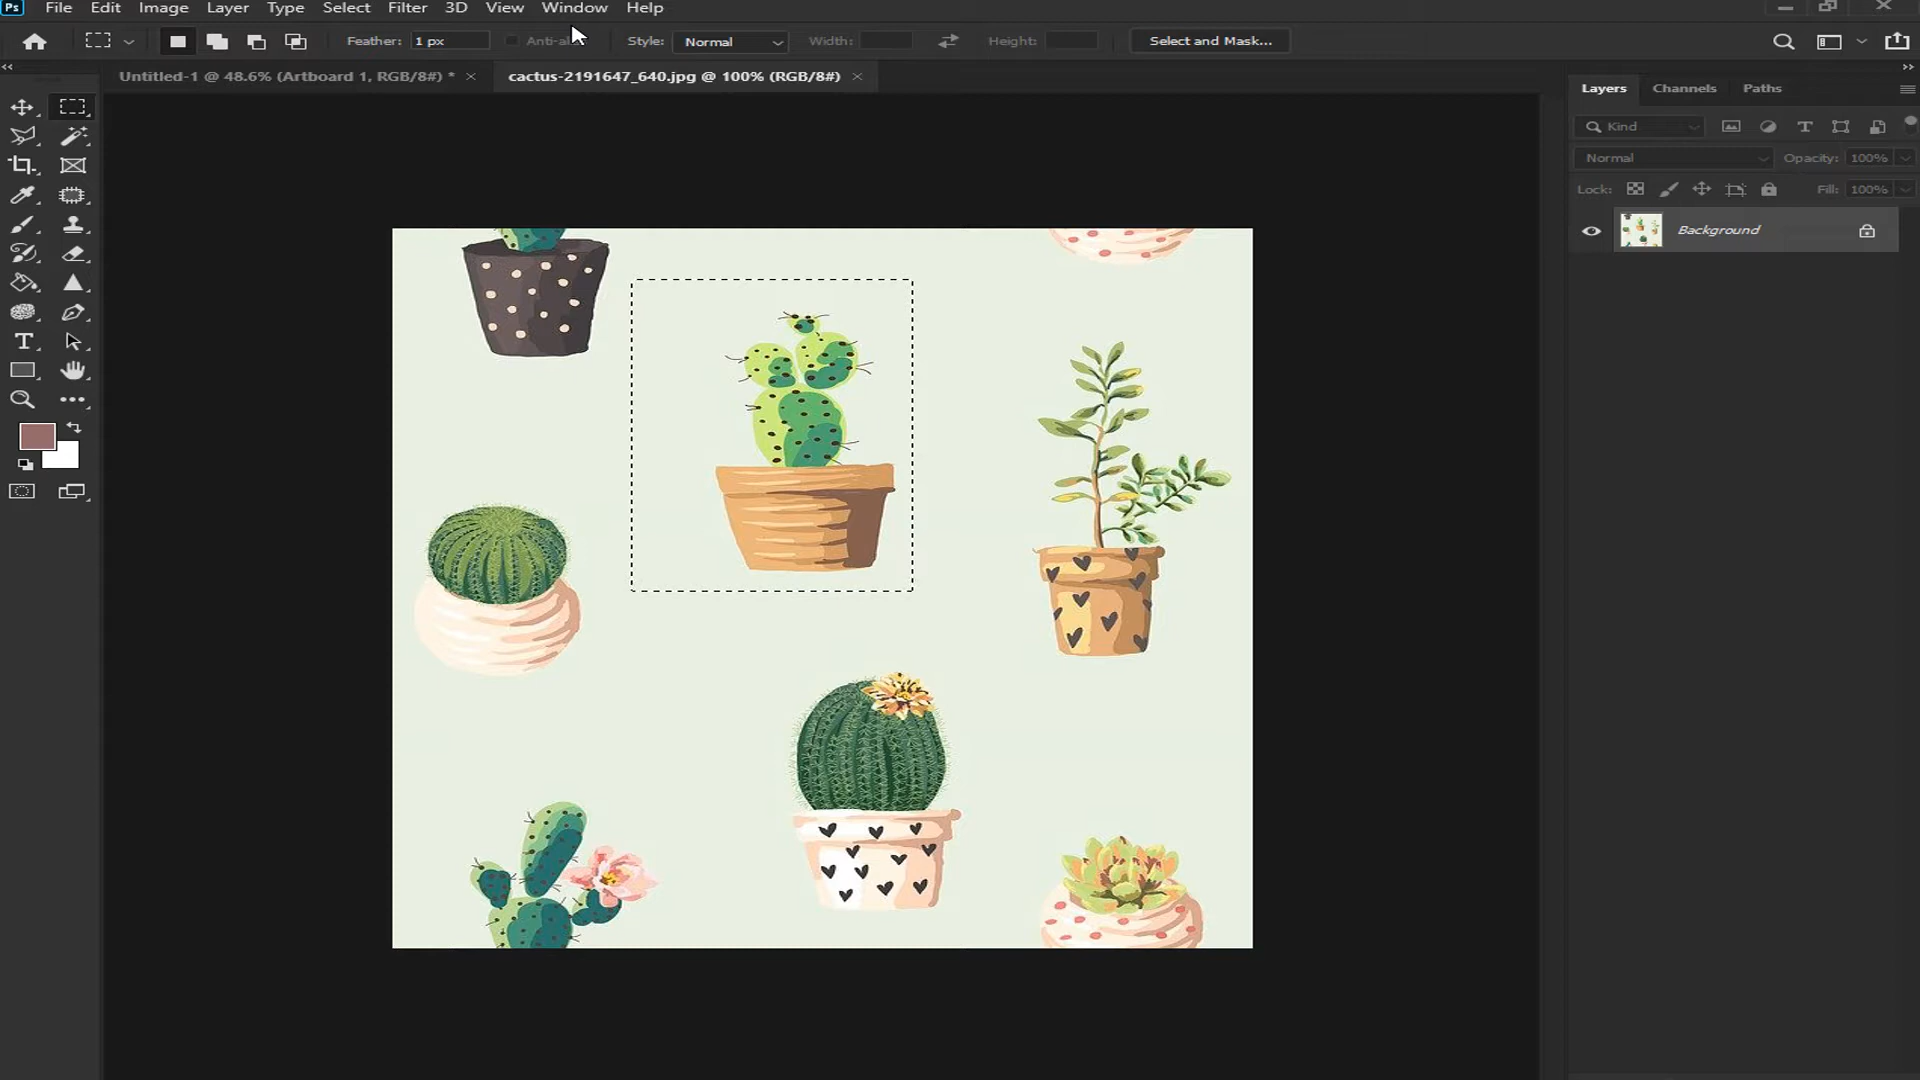 Ps File Edit Image Layer Type Select Filter 3D View Window Help
Feather: 1 px Style: Normal Width: Height: Select and Mask...
Untitled-1 @ 48.6% (Artboard 1, RGB/8#) * × cactus-2191647_640.jpg @ 100% (RGB/8#) ×
Layers Channels Paths
Kind
Normal Opacity: 100%
Lock: Fill: 100%
Background